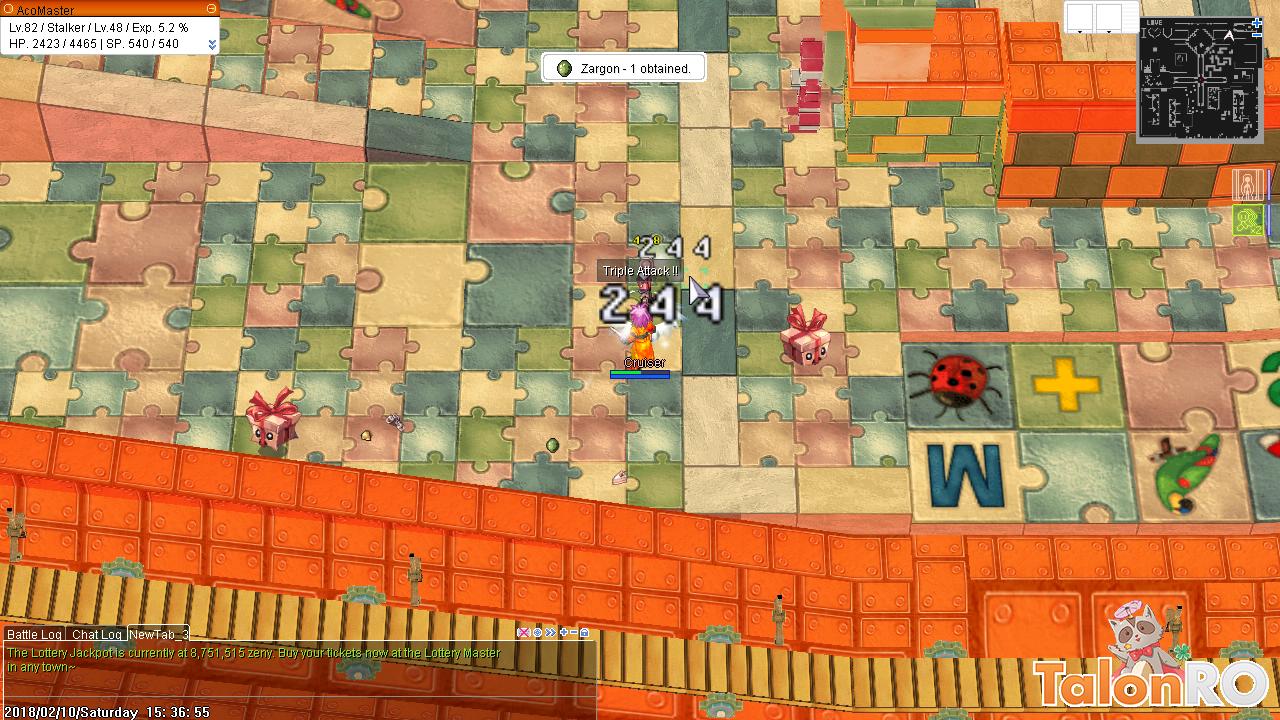 AcoMaster
Lv.82 / Stalker / Lv.48 / Exp. 5.2 %
HP. 2423 / 4465 | SP. 540 / 540
Zargon - 1 obtained.
LOVE
244
Triple Attack !!
244
Cruiser
W
Battle Log
Chat Log
NewTab_3
The Lottery Jackpot is currently at 8,751,515 zeny. Buy your tickets now at the Lottery Master
in any town~
2018/02/10/Saturday 15: 36: 55
TalonRO